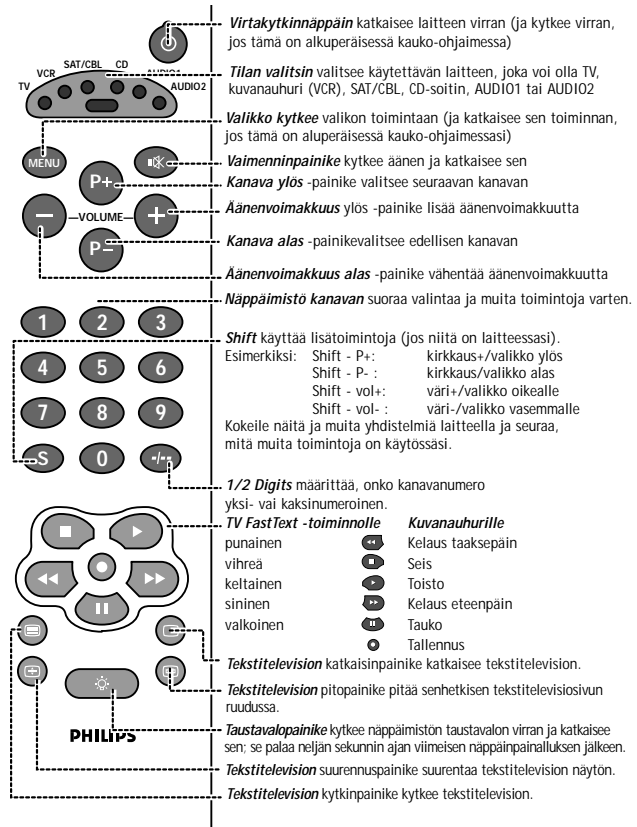 Virtakytkinnäppäin katkaisee laitteen virran (ja kytkee virran,
jos tämä on alkuperäisessä kauko-ohjaimessa)
TV
VCR
SAT/CBL
CD
AUDIO1
AUDIO2
Tilan valitsin valitsee käytettävän laitteen, joka voi olla TV,
kuvanauhuri (VCR), SAT/CBL, CD-soitin, AUDIO1 tai AUDIO2
Valikko kytkee valikon toimintaan (ja katkaisee sen toiminnan,
jos tämä on aluperäisessä kauko-ohjaimessasi)
MENU
Vaimenninpainike kytkee äänen ja katkaisee sen
P+
Kanava ylös -painike valitsee seuraavan kanavan
– VOLUME +
Äänenvoimakkuus ylös -painike lisää äänenvoimakkuutta
P–
Kanava alas -painikevalitsee edellisen kanavan
Äänenvoimakkuus alas -painike vähentää äänenvoimakkuutta
Näppäimistö kanavan suoraa valintaa ja muita toimintoja varten.
1 2 3
4 5 6
7 8 9
S 0 -/--
Shift käyttää lisätoimintoja (jos niitä on laitteessasi).
Esimerkiksi: Shift - P+: kirkkaus+/valikko ylös
Shift - P- : kirkkaus/valikko alas
Shift - vol+: väri+/valikko oikealle
Shift - vol- : väri-/valikko vasemmalle
Kokeile näitä ja muita yhdistelmiä laitteella ja seuraa,
mitä muita toimintoja on käytössäsi.
1/2 Digits määrittää, onko kanavanumero
yksi- vai kaksinumeroinen.
TV FastText -toiminnolle Kuvanauhurille
punainen Kelaus taaksepäin
vihreä Seis
keltainen Toisto
sininen Kelaus eteenpäin
valkoinen Tauko
Tallennus
Tekstitelevision katkaisinpainike katkaisee tekstitelevision.
Tekstitelevision pitopainike pitää senhetkisen tekstitelevisiosivun
ruudussa.
Taustavalopainike kytkee näppäimistön taustavalon virran ja katkaisee
sen; se palaa neljän sekunnin ajan viimeisen näppäinpainalluksen jälkeen.
PHILIPS
Tekstitelevision suurennuspainike suurentaa tekstitelevision näytön.
Tekstitelevision kytkinpainike kytkee tekstitelevision.